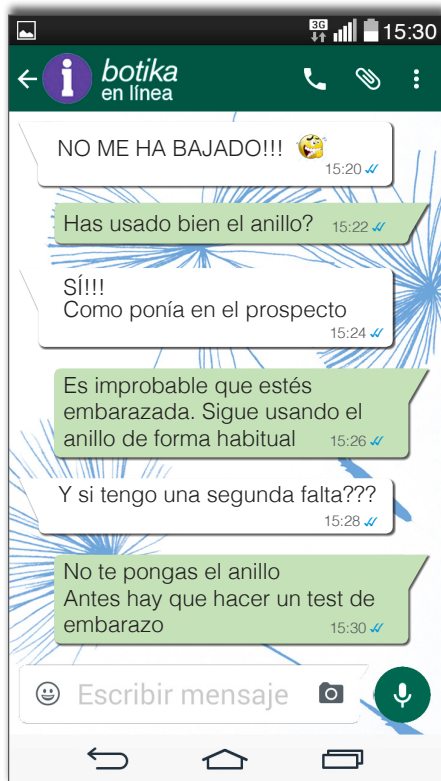 3G
15:30
i
botika
en línea
NO ME HA BAJADO!!!
15:20
Has usado bien el anillo? 15:22
SÍ!!!
Como ponía en el prospecto
15:24
Es improbable que estés
embarazada. Sigue usando el
anillo de forma habitual 15:26
Y si tengo una segunda falta???
15:28
No te pongas el anillo
Antes hay que hacer un test de
embarazo 15:30
Escribir mensaje